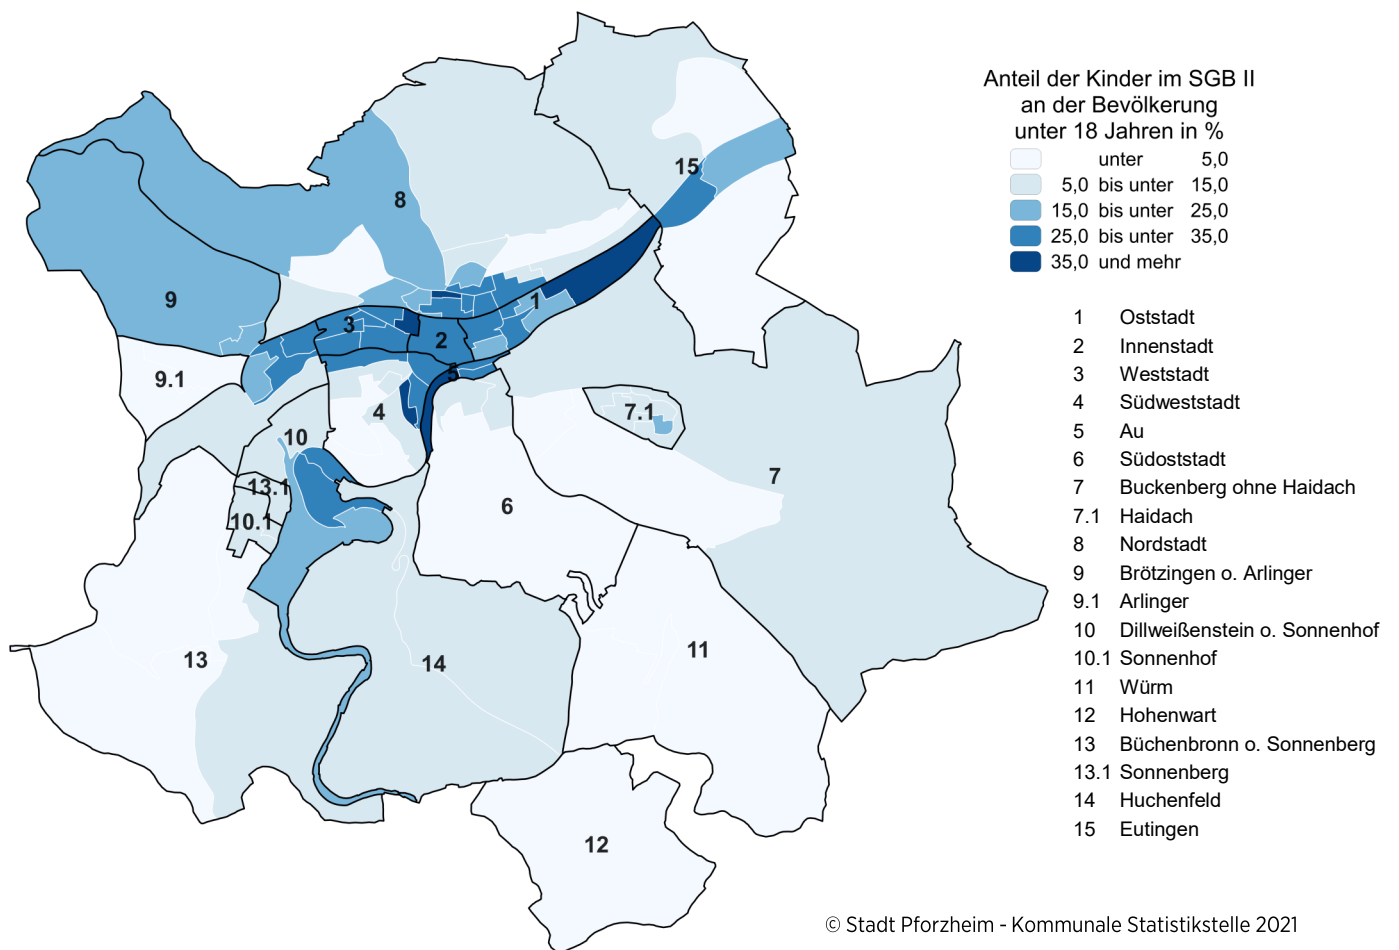 Anteil der Kinder im SGB II
an der Bevölkerung
unter 18 Jahren in %
unter 5,0
5,0 bis unter 15,0
15,0 bis unter 25,0
25,0 bis unter 35,0
35,0 und mehr
1 Oststadt
2 Innenstadt
3 Weststadt
4 Südweststadt
5 Au
6 Südoststadt
7 Buckenberg ohne Haidach
7.1 Haidach
8 Nordstadt
9 Brötzingen o. Arlinger
9.1 Arlinger
10 Dillweißenstein o. Sonnenhof
10.1 Sonnenhof
11 Würm
12 Hohenwart
13 Büchenbronn o. Sonnenberg
13.1 Sonnenberg
14 Huchenfeld
15 Eutingen
15
8
9
1
3
2
5
9.1
4
7.1
10
7
13.1
10.1
6
13
14
11
12
© Stadt Pforzheim - Kommunale Statistikstelle 2021